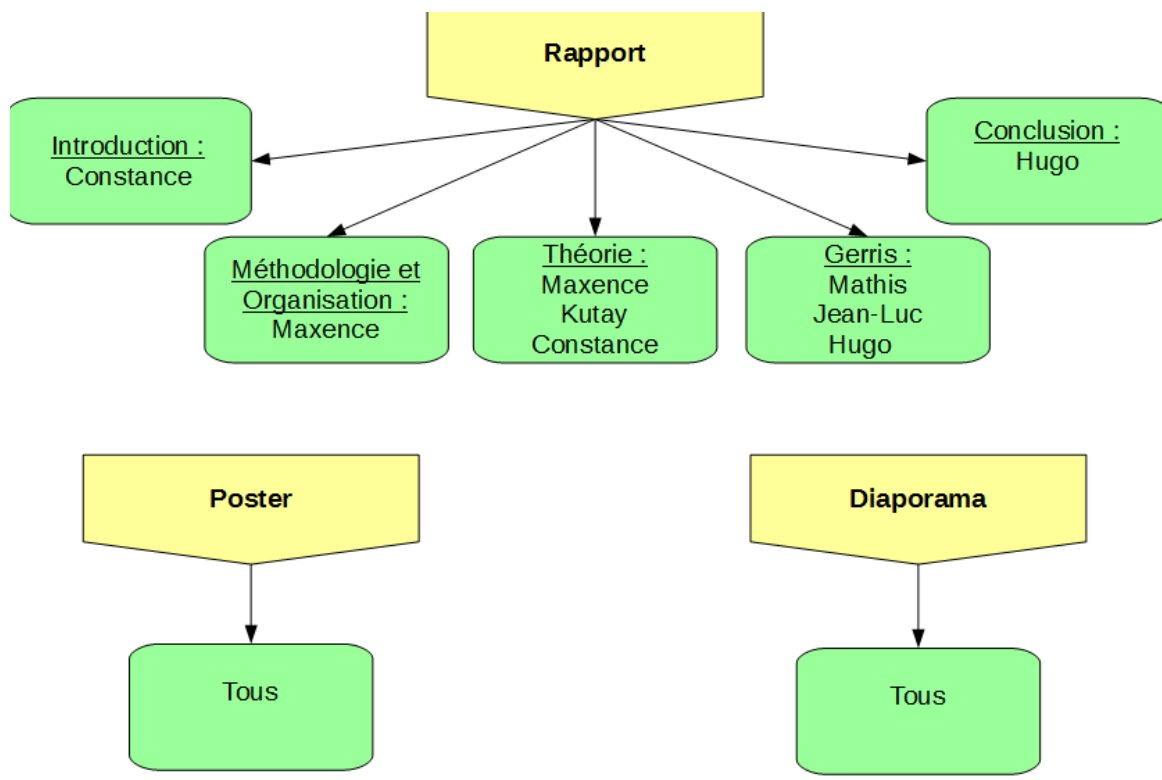 Rapport
Introduction :
Constance
Conclusion :
Hugo
Méthodologie et
Organisation :
Maxence
Théorie :
Maxence
Kutay
Constance
Gerris :
Mathis
Jean-Luc
Hugo
Poster
Diaporama
Tous
Tous